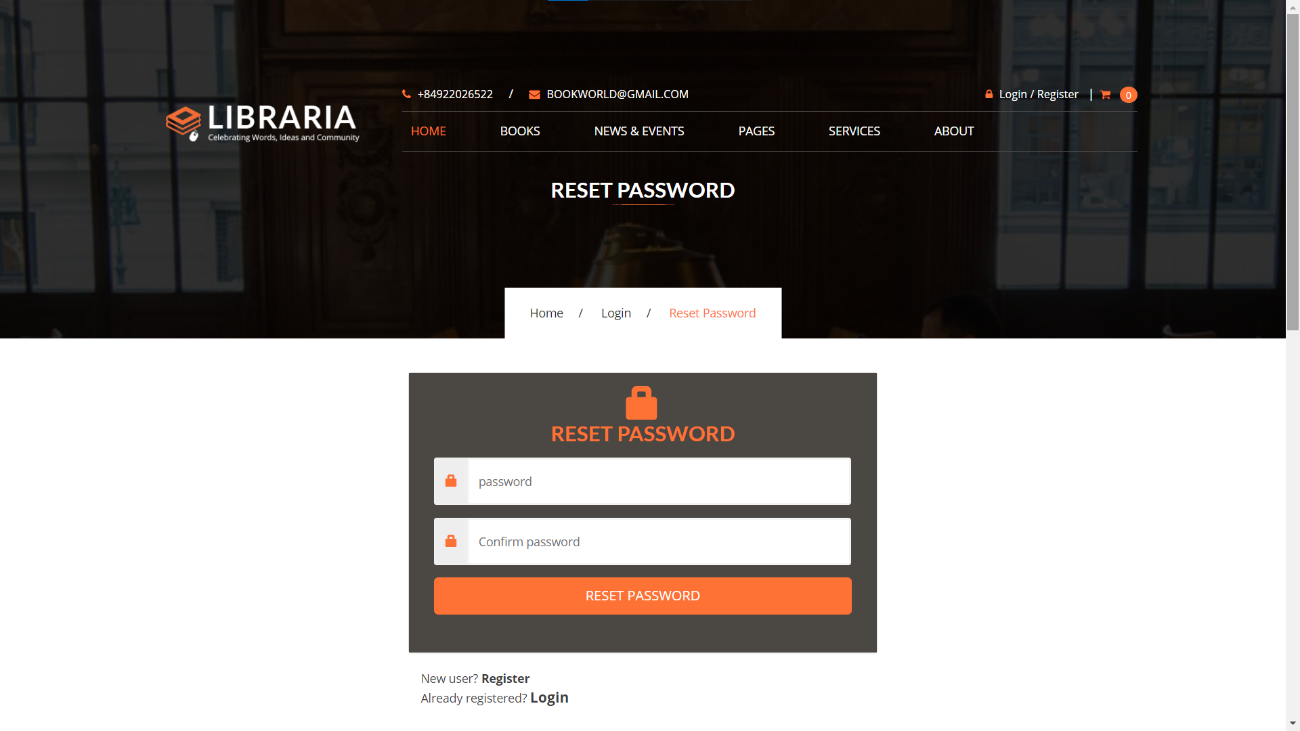 +84922026522 / BOOKWORLD@GMAIL.COM Login / Register | 0
LIBRARIA
Celebrating Words, Ideas and Community
HOME BOOKS NEWS & EVENTS PAGES SERVICES ABOUT
RESET PASSWORD
Home / Login / Reset Password
RESET PASSWORD
password
Confirm password
RESET PASSWORD
New user? Register
Already registered? Login